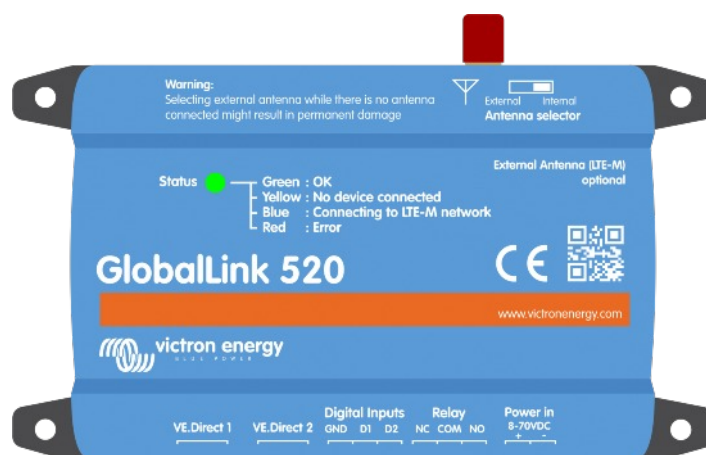 Warning:
Selecting external antenna while there is no antenna
connected might result in permanent damage
External Internal
Antenna selector
External Antenna (LTE-M)
optional
Status
Green : OK
Yellow : No device connected
Blue : Connecting to LTE-M network
Red : Error
GlobalLink 520
CE
www.victronenergy.com
victron energy
BLUE POWER
VE.Direct 1
VE.Direct 2
Digital Inputs
GND D1 D2
Relay
NC COM NO
Power in
8-70VDC
+ -